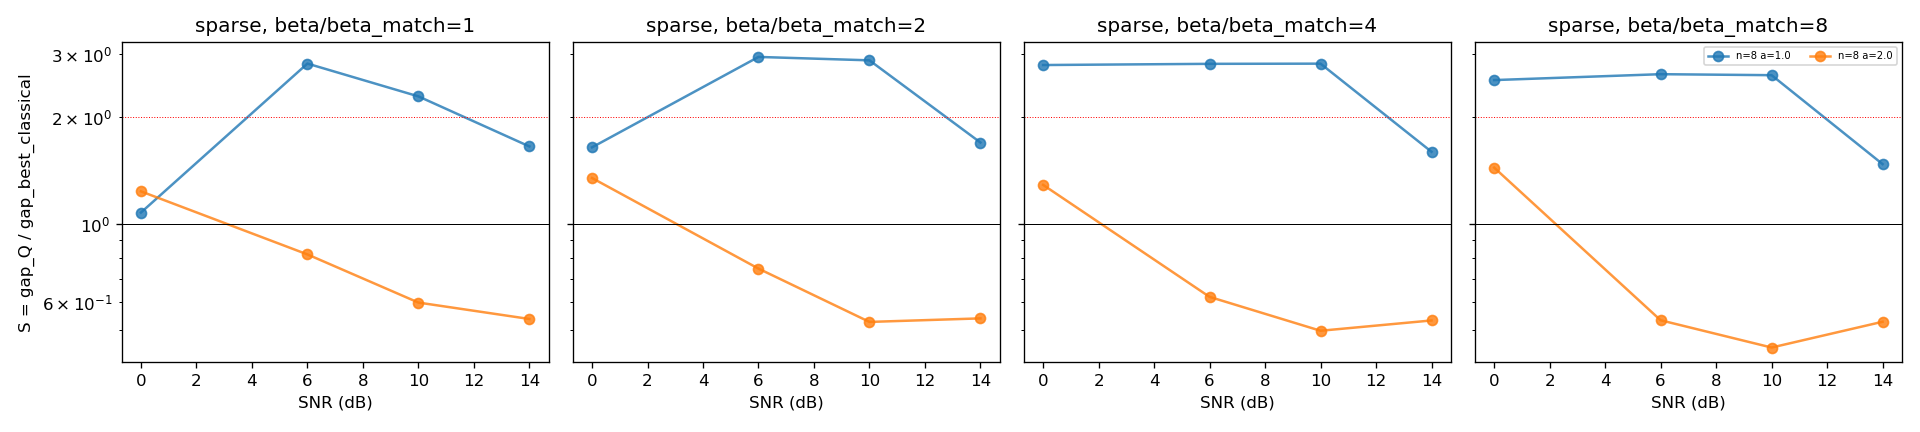 sparse, beta/beta_match=1
sparse, beta/beta_match=2
sparse, beta/beta_match=4
sparse, beta/beta_match=8
S = gap_Q / gap_best_classical
3 × 10⁰
2 × 10⁰
10⁰
6 × 10⁻¹
n=8 a=1.0 n=8 a=2.0
0 2 4 6 8 10 12 14
0 2 4 6 8 10 12 14
0 2 4 6 8 10 12 14
0 2 4 6 8 10 12 14
SNR (dB)
SNR (dB)
SNR (dB)
SNR (dB)